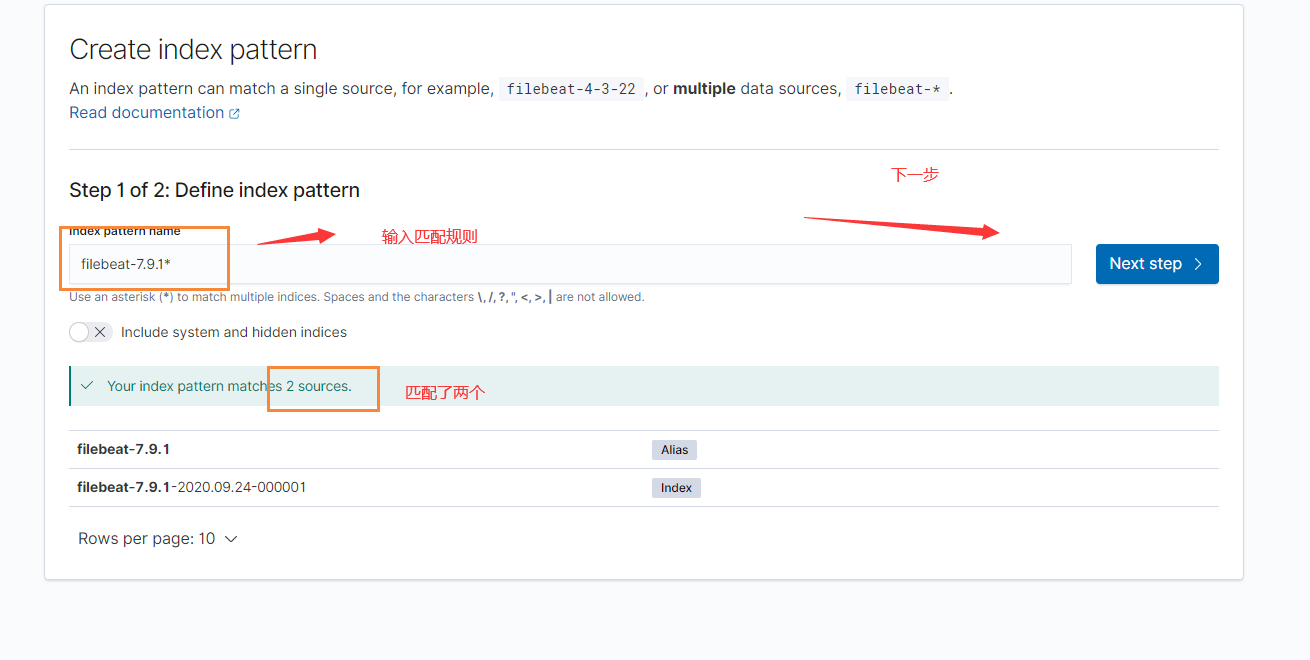 Create index pattern
An index pattern can match a single source, for example, filebeat-4-3-22 , or multiple data sources, filebeat-* .
Read documentation
下一步
Step 1 of 2: Define index pattern
Index pattern name
输入匹配规则
filebeat-7.9.1*
Next step
Use an asterisk (*) to match multiple indices. Spaces and the characters \, /, ?, ", <, >, | are not allowed.
Include system and hidden indices
Your index pattern matches 2 sources.
匹配了两个
filebeat-7.9.1 Alias
filebeat-7.9.1-2020.09.24-000001 Index
Rows per page: 10